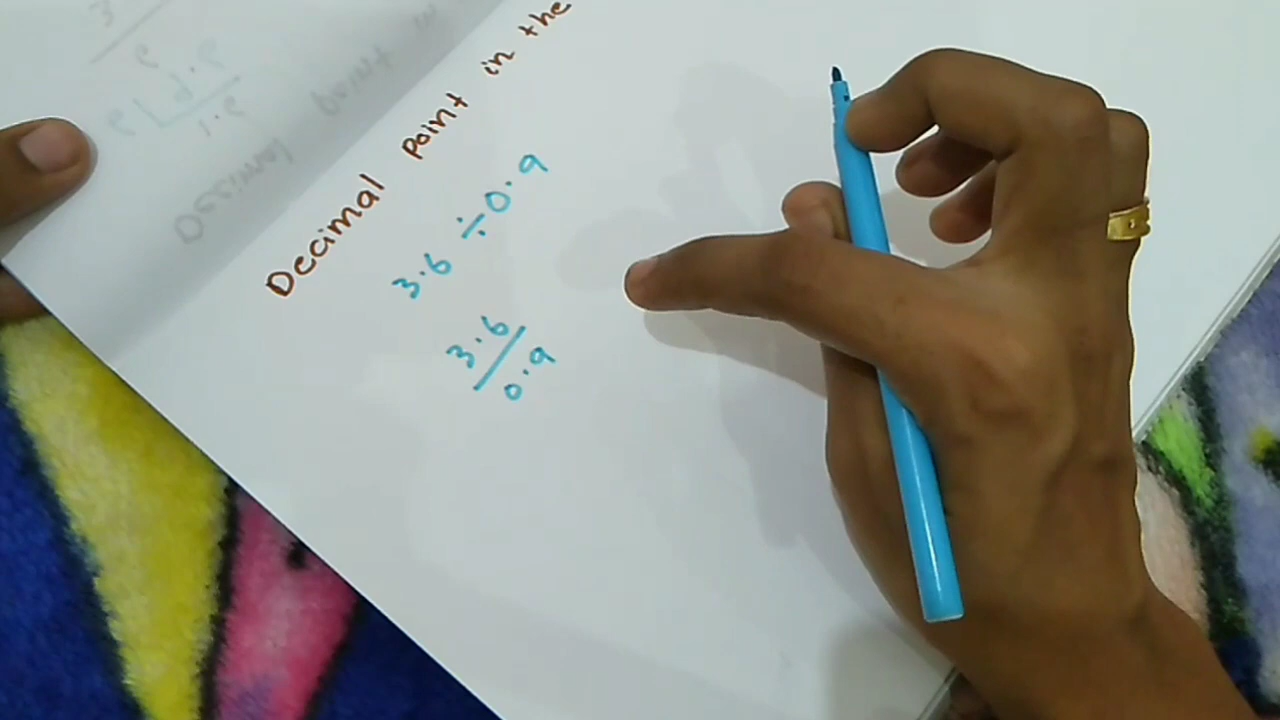 Decimal point in the
3.6 ÷ 0.9
3.6
0.9